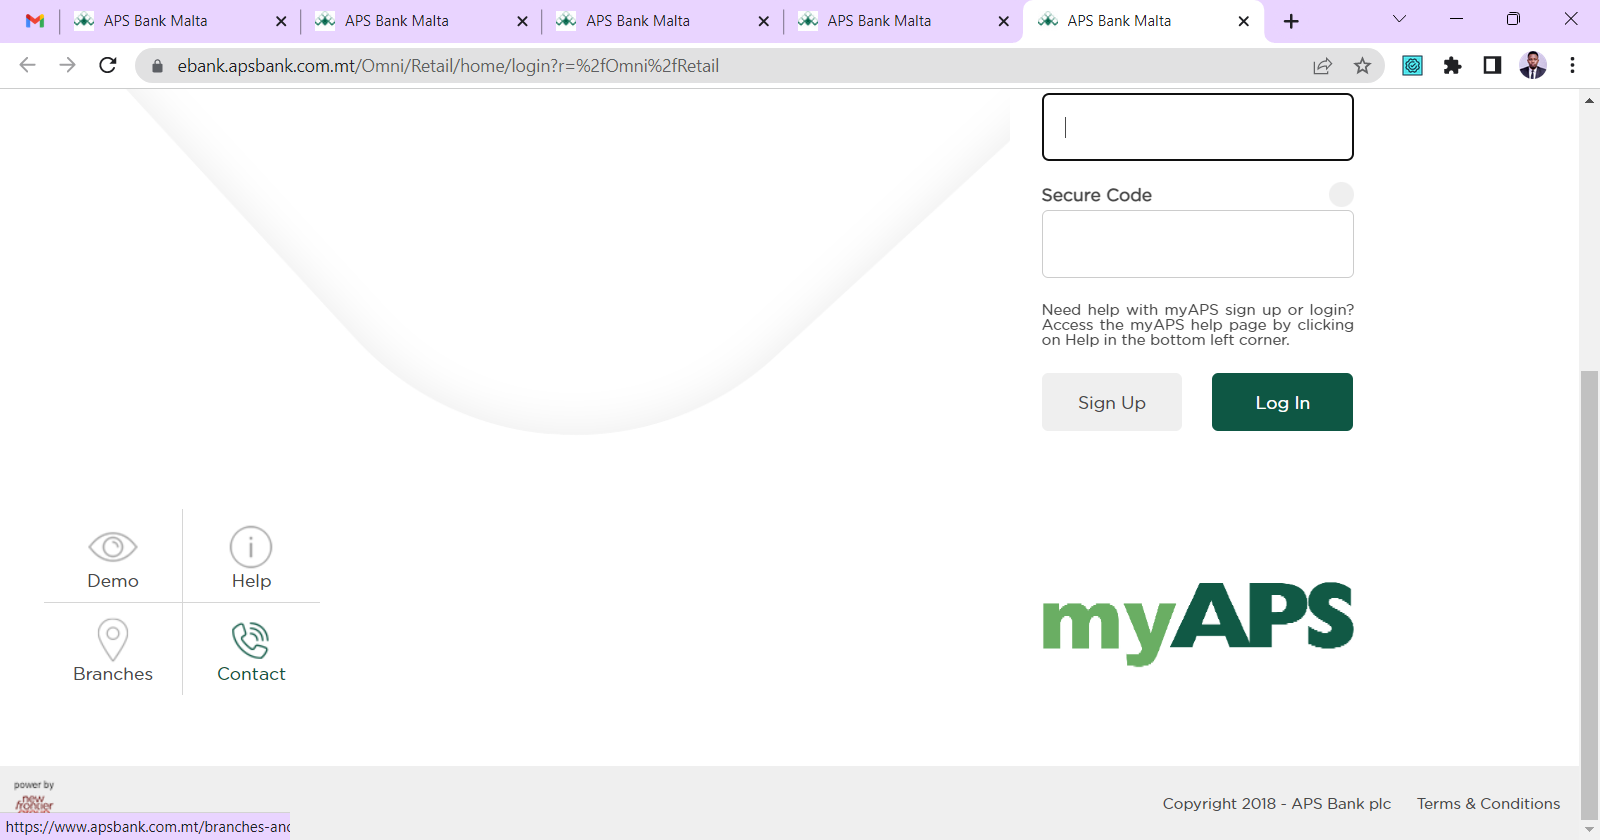 APS Bank Malta
APS Bank Malta
APS Bank Malta
APS Bank Malta
APS Bank Malta
ebank.apsbank.com.mt/Omni/Retail/home/login?r=%2fOmni%2fRetail
Secure Code
Need help with myAPS sign up or login?
Access the myAPS help page by clicking
on Help in the bottom left corner.
Sign Up
Log In
Demo
Help
Branches
Contact
myAPS
power by
new
frontier
Copyright 2018 - APS Bank plc
Terms & Conditions
https://www.apsbank.com.mt/branches-and